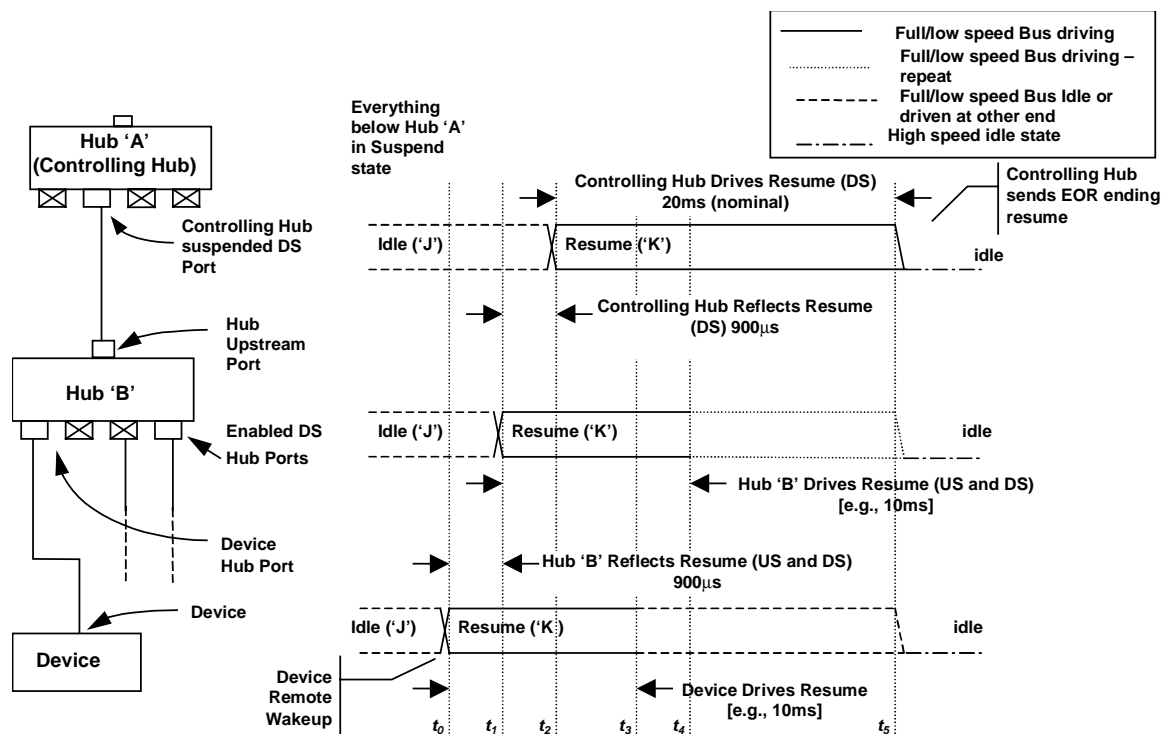 Full/low speed Bus driving
Full/low speed Bus driving –
repeat
Full/low speed Bus Idle or
driven at other end
High speed idle state
Hub ‘A’
(Controlling Hub)
Controlling Hub
suspended DS
Port
Hub
Upstream
Port
Hub ‘B’
Enabled DS
Hub Ports
Device
Hub Port
Device
Device
Everything
below Hub ‘A’
in Suspend
state
Controlling Hub Drives Resume (DS)
20ms (nominal)
Controlling Hub
sends EOR ending
resume
Idle (‘J’)
Resume (‘K’)
idle
Controlling Hub Reflects Resume
(DS) 900µs
Idle (‘J’)
Resume (‘K’)
idle
Hub ‘B’ Drives Resume (US and DS)
[e.g., 10ms]
Hub ‘B’ Reflects Resume (US and DS)
900µs
Idle (‘J’)
Resume (‘K’)
idle
Device
Remote
Wakeup
Device Drives Resume
[e.g., 10ms]
t0 t1 t2 t3 t4 t5